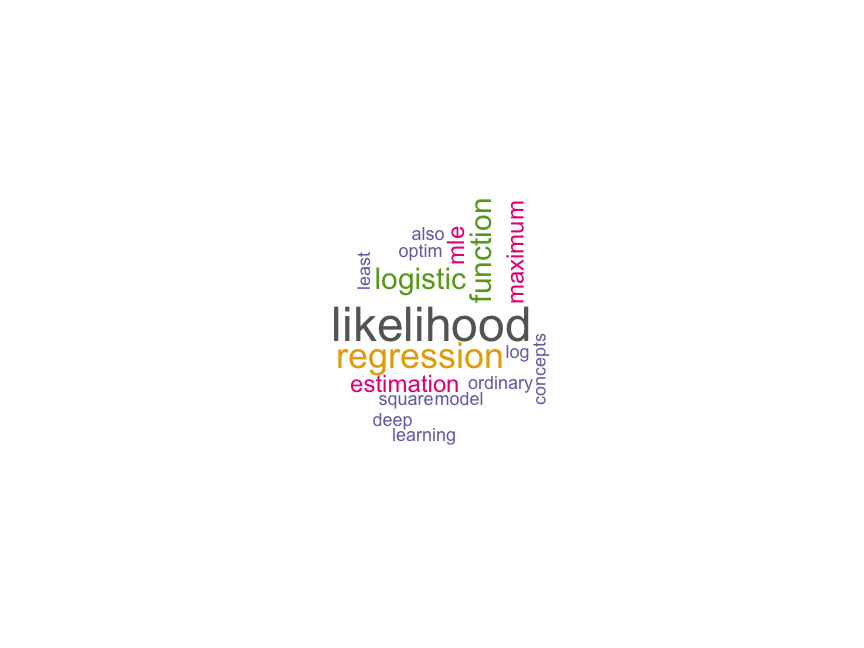 also
optim
mle
function
maximum
least
logistic
likelihood
regression
log
concepts
estimation
ordinary
square
model
deep
learning